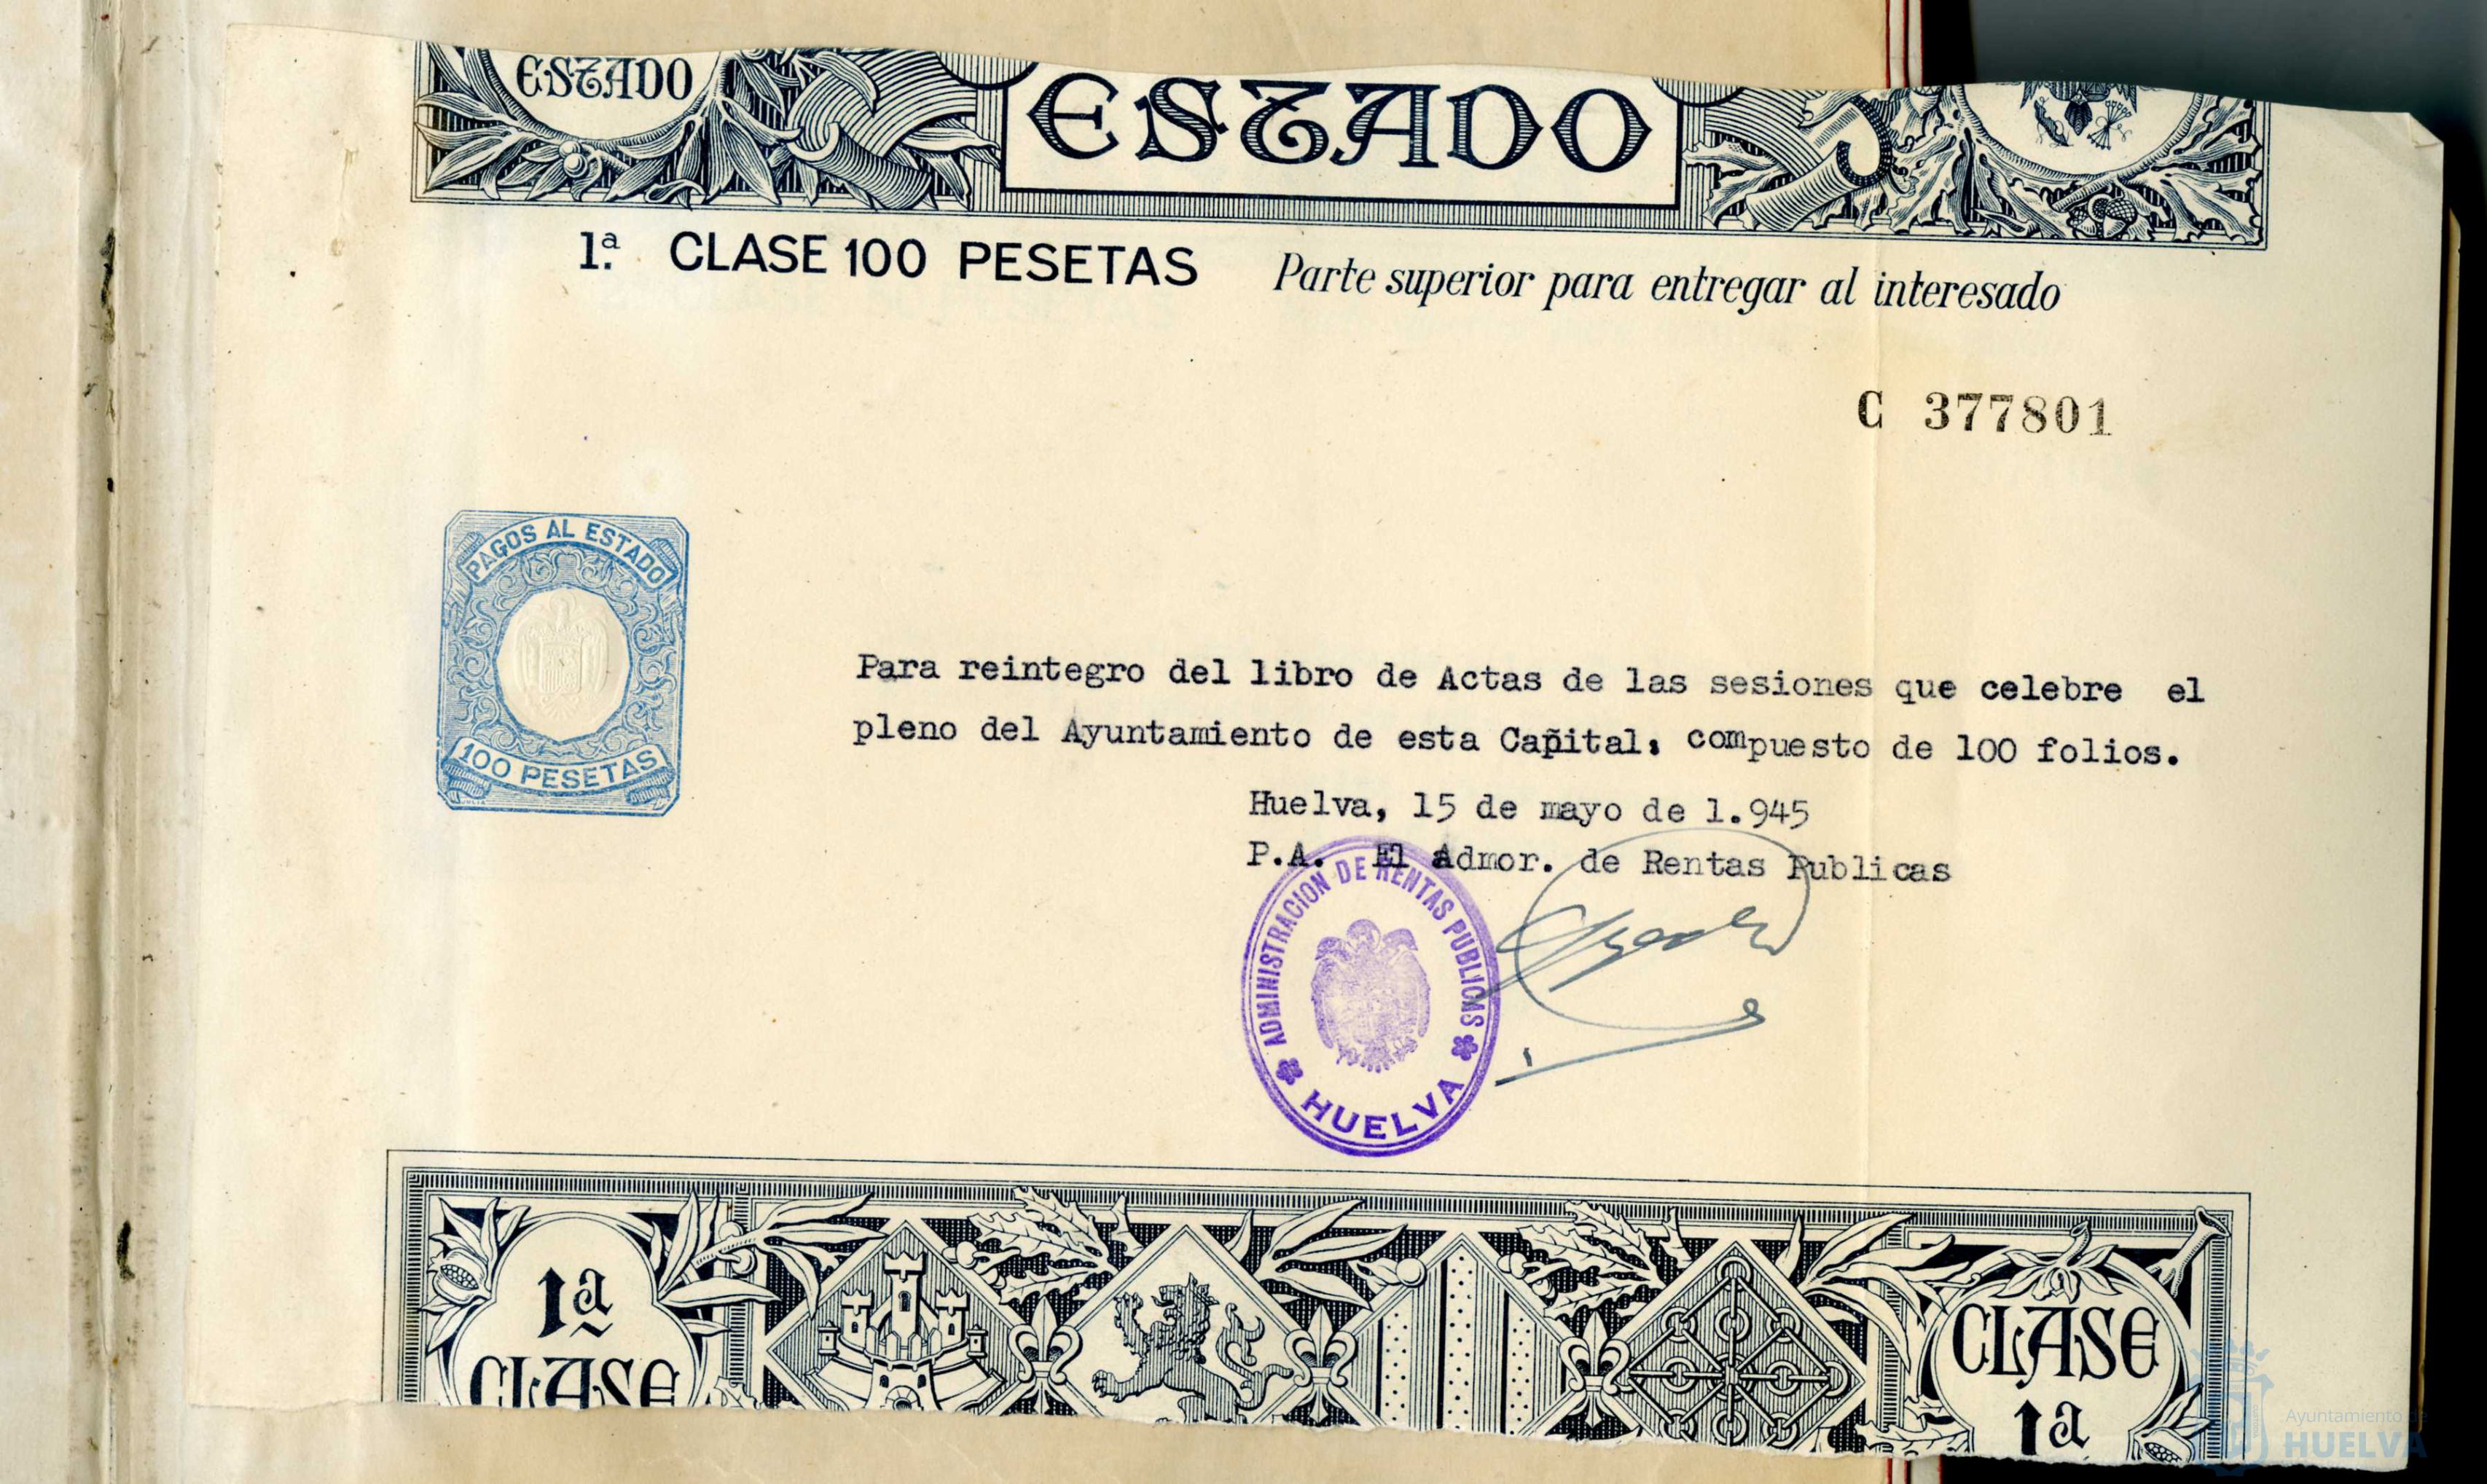 ESTADO
ESTADO
1.ª CLASE 100 PESETAS Parte superior para entregar al interesado
C 377801
PAGOS AL ESTADO
100 PESETAS
Para reintegro del libro de Actas de las sesiones que celebre el
pleno del Ayuntamiento de esta Capital, compuesto de 100 folios.
Huelva, 15 de mayo de 1.945
P.A. El Admor. de Rentas Publicas
ADMINISTRACION DE RENTAS PUBLICAS
HUELVA
1ª
CLASE
CLASE
1ª
Ayuntamiento de
HUELVA